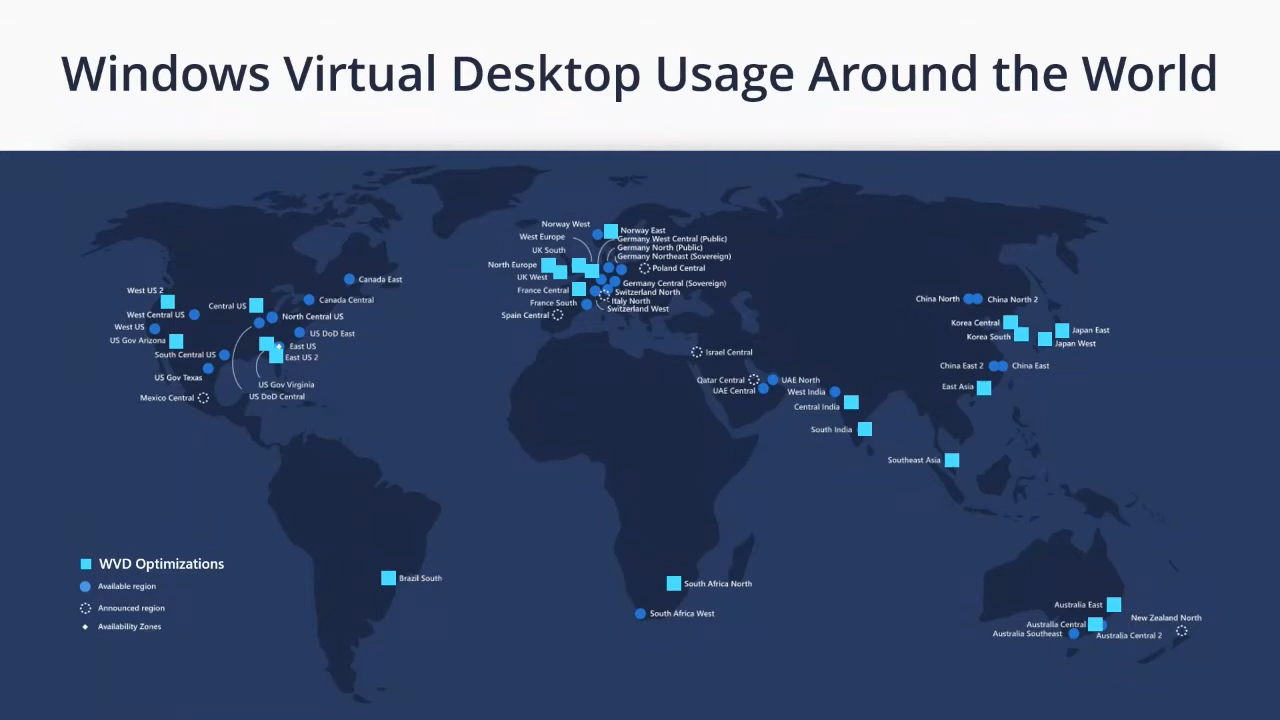 Windows Virtual Desktop Usage Around the World
Norway West
Norway East
West Europe
Germany West Central (Public)
Germany North (Public)
UK South
Germany Northeast (Sovereign)
North Europe
Poland Central
UK West
Germany Central (Sovereign)
France Central
Switzerland North
France South
Italy North
Switzerland West
Spain Central
Canada East
West US 2
Canada Central
Central US
West Central US
North Central US
West US
US DoD East
US Gov Arizona
East US
South Central US
East US 2
US Gov Texas
US Gov Virginia
Mexico Central
US DoD Central
China North
China North 2
Korea Central
Japan East
Korea South
Japan West
Israel Central
China East 2
China East
Qatar Central
UAE North
UAE Central
West India
East Asia
Central India
South India
Southeast Asia
WVD Optimizations
Available region
Announced region
Availability Zones
Brazil South
South Africa North
South Africa West
Australia East
New Zealand North
Australia Central
Australia Southeast
Australia Central 2